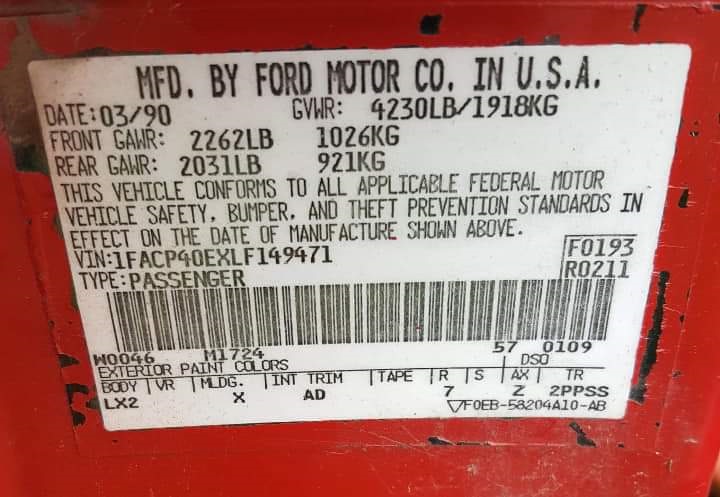 MFD. BY FORD MOTOR CO. IN U.S.A.
DATE: 03/90 GVWR: 4230LB/1918KG
FRONT GAWR: 2262LB 1026KG
REAR GAWR: 2031LB 921KG
THIS VEHICLE CONFORMS TO ALL APPLICABLE FEDERAL MOTOR
VEHICLE SAFETY, BUMPER, AND THEFT PREVENTION STANDARDS IN
EFFECT ON THE DATE OF MANUFACTURE SHOWN ABOVE.
VIN: 1FACP40EXLF149471 F0193
TYPE: PASSENGER R0211
W0046 M1724 57 0109
EXTERIOR PAINT COLORS DSO
BODY VR MLDG. INT TRIM TAPE R S AX TR
LX2 X AD 7 Z 2PPSS
▽F0EB-58204A10-AB